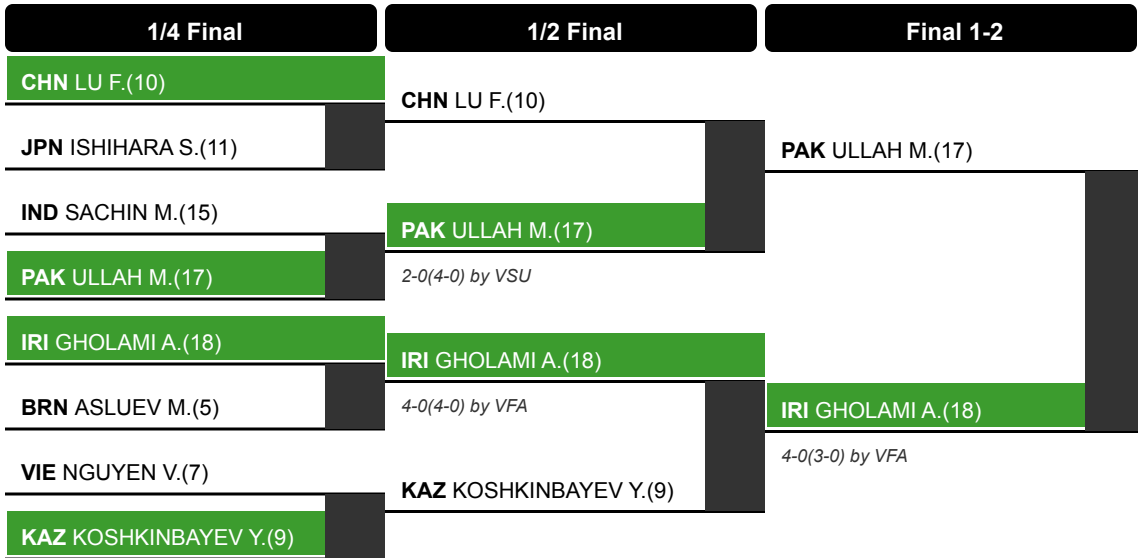 1/4 Final
1/2 Final
Final 1-2
CHN LU F.(10)
JPN ISHIHARA S.(11)
IND SACHIN M.(15)
PAK ULLAH M.(17)
IRI GHOLAMI A.(18)
BRN ASLUEV M.(5)
VIE NGUYEN V.(7)
KAZ KOSHKINBAYEV Y.(9)
CHN LU F.(10)
PAK ULLAH M.(17)
2-0(4-0) by VSU
IRI GHOLAMI A.(18)
4-0(4-0) by VFA
KAZ KOSHKINBAYEV Y.(9)
PAK ULLAH M.(17)
IRI GHOLAMI A.(18)
4-0(3-0) by VFA